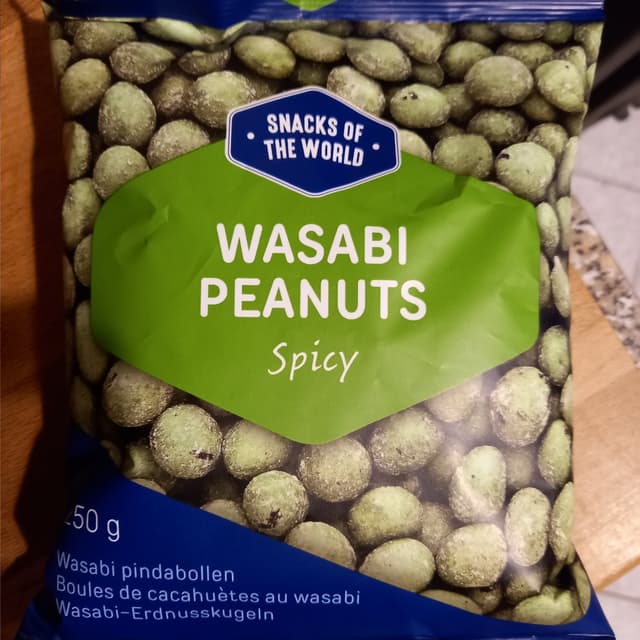 SNACKS OF
THE WORLD
WASABI
PEANUTS
Spicy
250 g
Wasabi pindabollen
Boules de cacahuètes au wasabi
Wasabi-Erdnusskugeln